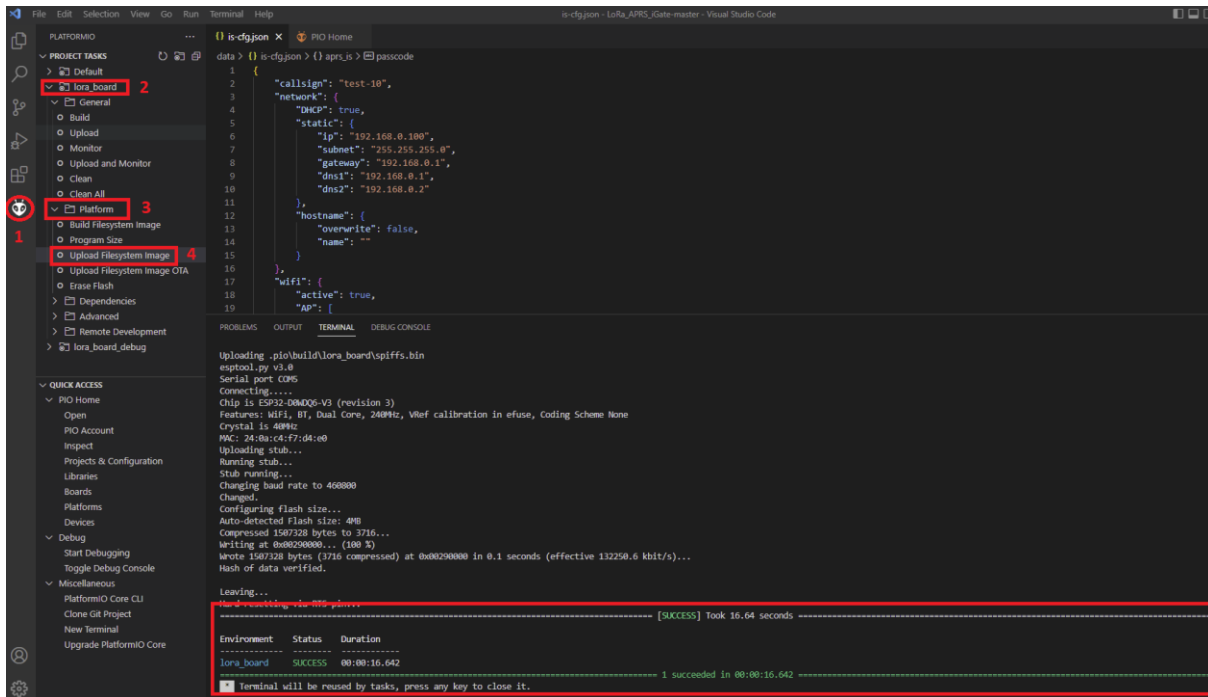 File Edit Selection View Go Run Terminal Help
is-cfg.json - LoRa_APRS_iGate-master - Visual Studio Code
PLATFORMIO ...
PROJECT TASKS
Default
lora_board 2
General
Build
Upload
Monitor
Upload and Monitor
Clean
Clean All
Platform 3
1
Build Filesystem Image
Program Size
Upload Filesystem Image 4
Upload Filesystem Image OTA
Erase Flash
Dependencies
Advanced
Remote Development
lora_board_debug
QUICK ACCESS
PIO Home
Open
PIO Account
Inspect
Projects & Configuration
Libraries
Boards
Platforms
Devices
Debug
Start Debugging
Toggle Debug Console
Miscellaneous
PlatformIO Core CLI
Clone Git Project
New Terminal
Upgrade PlatformIO Core
{} is-cfg.json X PIO Home
data > {} is-cfg.json > {} aprs_is > passcode
1 {
2 "callsign": "test-10",
3 "network": {
4 "DHCP": true,
5 "static": {
6 "ip": "192.168.0.100",
7 "subnet": "255.255.255.0",
8 "gateway": "192.168.0.1",
9 "dns1": "192.168.0.1",
10 "dns2": "192.168.0.2"
11 },
12 "hostname": {
13 "overwrite": false,
14 "name": ""
15 }
16 },
17 "wifi": {
18 "active": true,
19 "AP": [
PROBLEMS OUTPUT TERMINAL DEBUG CONSOLE
Uploading .pio\build\lora_board\spiffs.bin
esptool.py v3.0
Serial port COM5
Connecting.....
Chip is ESP32-D0WDQ6-V3 (revision 3)
Features: WiFi, BT, Dual Core, 240MHz, VRef calibration in efuse, Coding Scheme None
Crystal is 40MHz
MAC: 24:0a:c4:f7:d4:e0
Uploading stub...
Running stub...
Stub running...
Changing baud rate to 460800
Changed.
Configuring flash size...
Auto-detected Flash size: 4MB
Compressed 1507328 bytes to 3716...
Writing at 0x00290000... (100 %)
Wrote 1507328 bytes (3716 compressed) at 0x00290000 in 0.1 seconds (effective 132250.6 kbit/s)...
Hash of data verified.
Leaving...
Hard resetting via RTS pin...
[SUCCESS] Took 16.64 seconds
Environment Status Duration
lora_board SUCCESS 00:00:16.642
1 succeeded in 00:00:16.642
* Terminal will be reused by tasks, press any key to close it.